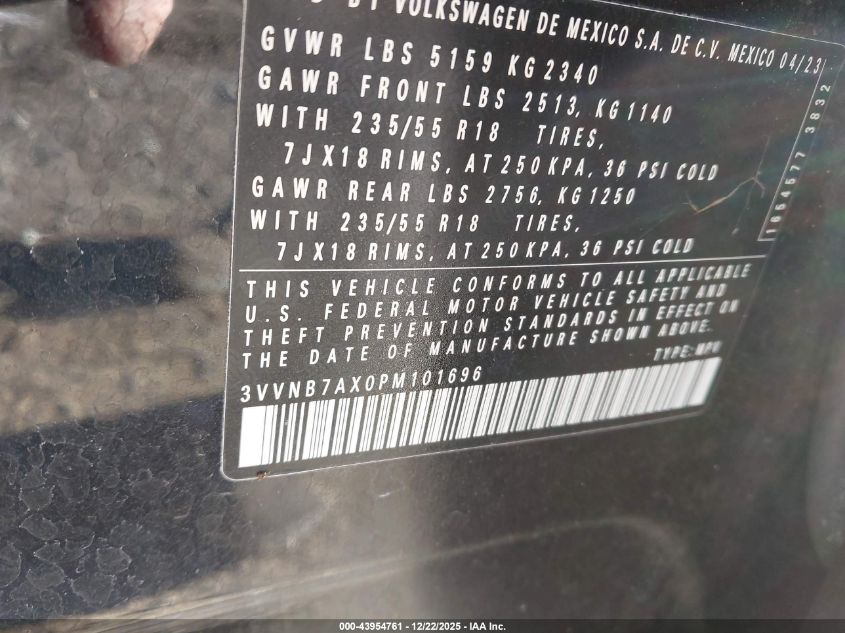 BY VOLKSWAGEN DE MEXICO S.A. DE C.V. MEXICO 04/23
GVWR LBS 5159 KG 2340
GAWR FRONT LBS 2513, KG 1140
WITH 235/55 R18 TIRES,
7JX18 RIMS, AT 250 KPA, 36 PSI COLD
GAWR REAR LBS 2756, KG 1250
WITH 235/55 R18 TIRES,
7JX18 RIMS, AT 250 KPA, 36 PSI COLD
THIS VEHICLE CONFORMS TO ALL APPLICABLE
U.S. FEDERAL MOTOR VEHICLE SAFETY AND
THEFT PREVENTION STANDARDS IN EFFECT ON
THE DATE OF MANUFACTURE SHOWN ABOVE.
TYPE: MPV
3VVNB7AX0PM101696
3832
000-43954761 - 12/22/2025 - IAA Inc.